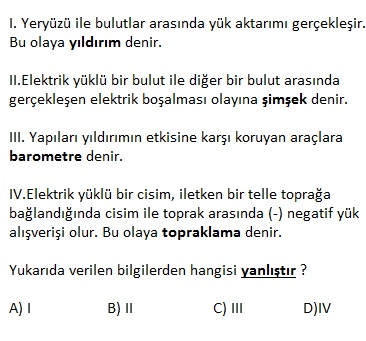 I. Yeryüzü ile bulutlar arasında yük aktarımı gerçekleşir.
Bu olaya yıldırım denir.
II.Elektrik yüklü bir bulut ile diğer bir bulut arasında
gerçekleşen elektrik boşalması olayına şimşek denir.
III. Yapıları yıldırımın etkisine karşı koruyan araçlara
barometre denir.
IV.Elektrik yüklü bir cisim, iletken bir telle toprağa
bağlandığında cisim ile toprak arasında (-) negatif yük
alışverişi olur. Bu olaya topraklama denir.
Yukarıda verilen bilgilerden hangisi yanlıştır ?
A) I B) II C) III D)IV